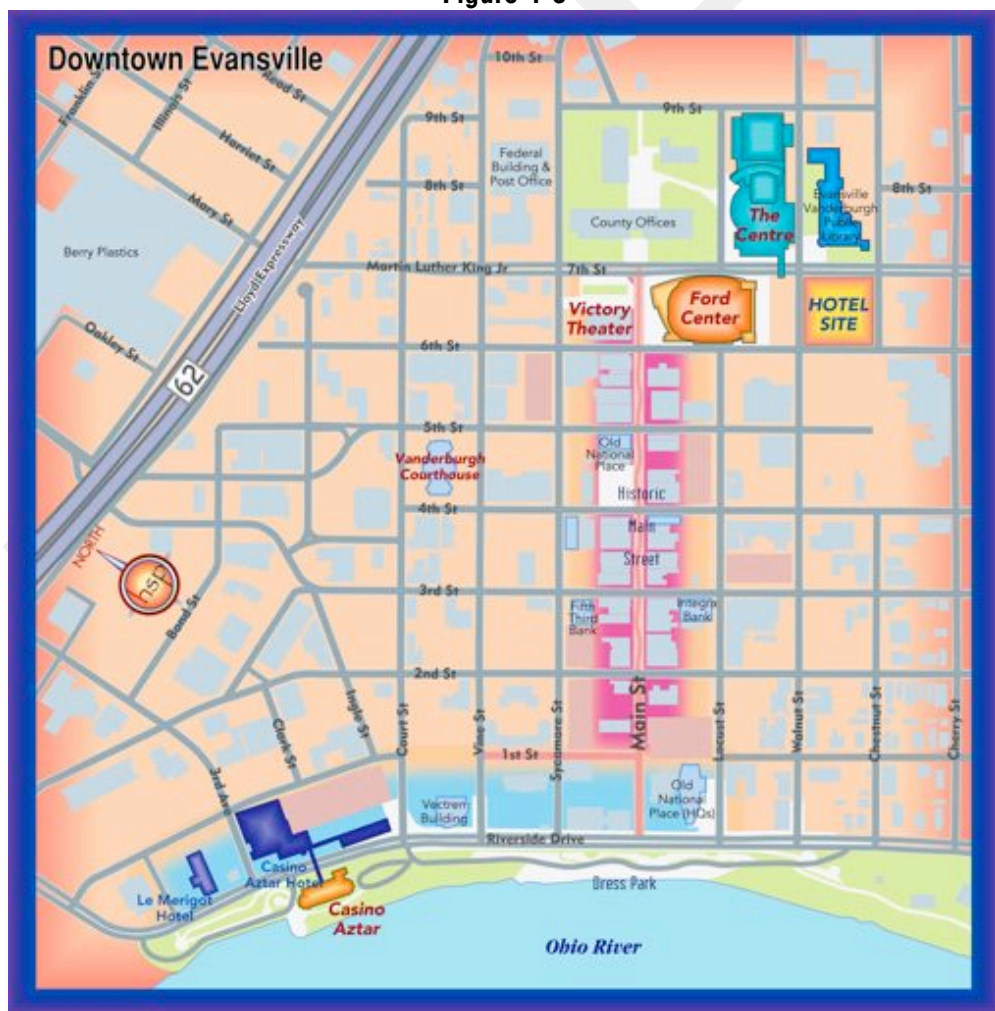 Downtown Evansville
10th St
Franklin St
Illinois St
Read St
Harriet St
Mary St
9th St
9th St
8th St
Federal
Building &
Post Office
County Offices
The
Centre
Evansville
Vanderburgh
Public
Library
8th St
Berry Plastics
Lloyd Expressway
Martin Luther King Jr
7th St
Victory
Theater
Ford
Center
HOTEL
SITE
Oakley St
6th St
62
5th St
Vanderburgh
Courthouse
Old
National
Place
Historic
4th St
Main
Street
NORTH
hsp
3rd St
Bond St
Fifth
Third
Bank
Integra
Bank
2nd St
Ingle St
Clark St
3rd Ave
Court St
Vine St
Sycamore St
Main St
Locust St
Walnut St
Chestnut St
Cherry St
1st St
Vectren
Building
Old
National
Place (HQs)
Riverside Drive
Casino
Aztar Hotel
Le Merigot
Hotel
Casino
Aztar
Dress Park
Ohio River